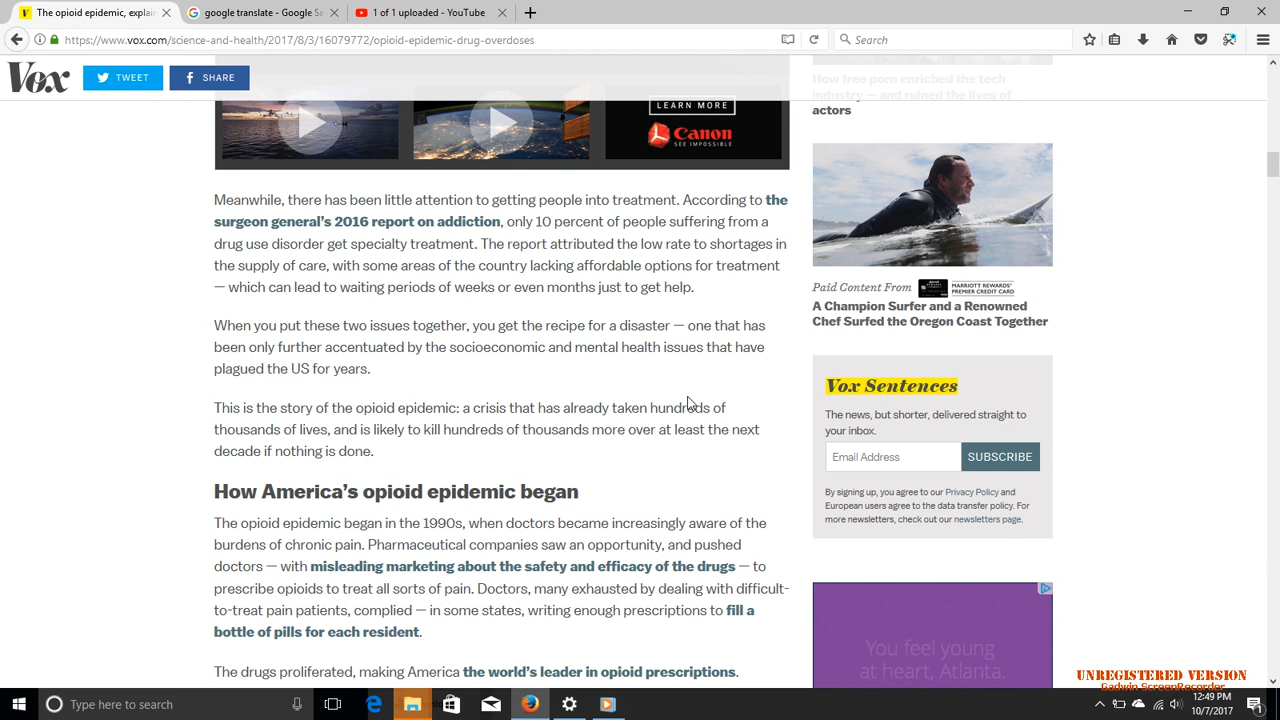 The opioid epidemic, explai
google translate - Google Se
1 of 1 uploaded - YouTube
https://www.vox.com/science-and-health/2017/8/3/16079772/opioid-epidemic-drug-overdoses
Search
Vox
TWEET
SHARE
LEARN MORE
Canon
SEE IMPOSSIBLE
Meanwhile, there has been little attention to getting people into treatment. According to the
surgeon general's 2016 report on addiction, only 10 percent of people suffering from a
drug use disorder get specialty treatment. The report attributed the low rate to shortages in
the supply of care, with some areas of the country lacking affordable options for treatment
— which can lead to waiting periods of weeks or even months just to get help.
When you put these two issues together, you get the recipe for a disaster — one that has
been only further accentuated by the socioeconomic and mental health issues that have
plagued the US for years.
This is the story of the opioid epidemic: a crisis that has already taken hundreds of
thousands of lives, and is likely to kill hundreds of thousands more over at least the next
decade if nothing is done.
How America's opioid epidemic began
The opioid epidemic began in the 1990s, when doctors became increasingly aware of the
burdens of chronic pain. Pharmaceutical companies saw an opportunity, and pushed
doctors — with misleading marketing about the safety and efficacy of the drugs — to
prescribe opioids to treat all sorts of pain. Doctors, many exhausted by dealing with difficult-
to-treat pain patients, complied — in some states, writing enough prescriptions to fill a
bottle of pills for each resident.
The drugs proliferated, making America the world's leader in opioid prescriptions.
How free porn enriched the tech
industry — and ruined the lives of
actors
Paid Content From
MARRIOTT REWARDS
PREMIER CREDIT CARD
A Champion Surfer and a Renowned
Chef Surfed the Oregon Coast Together
Vox Sentences
The news, but shorter, delivered straight to
your inbox.
Email Address
SUBSCRIBE
By signing up, you agree to our Privacy Policy and
European users agree to the data transfer policy. For
more newsletters, check out our newsletters page.
You feel young
at heart, Atlanta.
UNREGISTERED VERSION
Gadwin ScreenRecorder
Type here to search
12:49 PM
10/7/2017